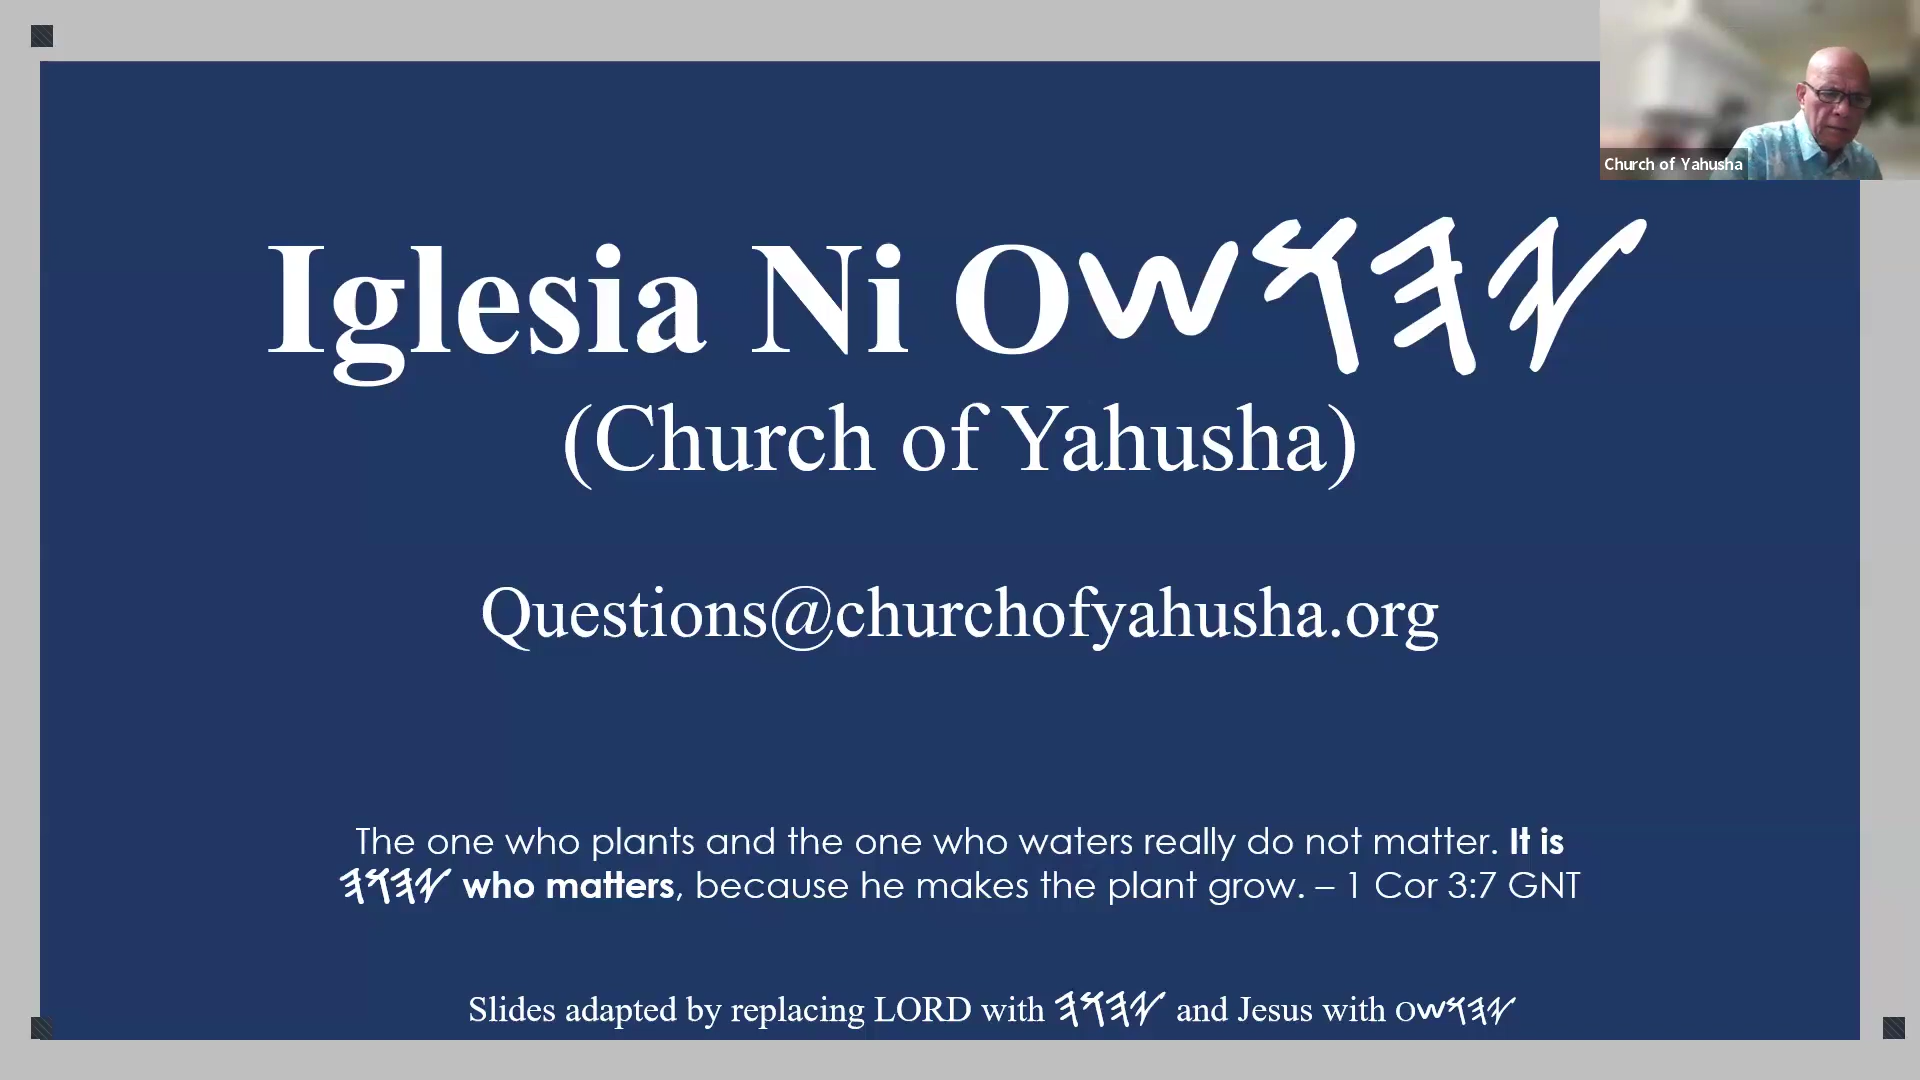 Church of Yahusha
Iglesia Ni 𐤉𐤄𐤅𐤔𐤏
(Church of Yahusha)
Questions@churchofyahusha.org
The one who plants and the one who waters really do not matter. It is
𐤉𐤄𐤅𐤄 who matters, because he makes the plant grow. – 1 Cor 3:7 GNT
Slides adapted by replacing LORD with 𐤉𐤄𐤅𐤄 and Jesus with 𐤉𐤄𐤅𐤔𐤏